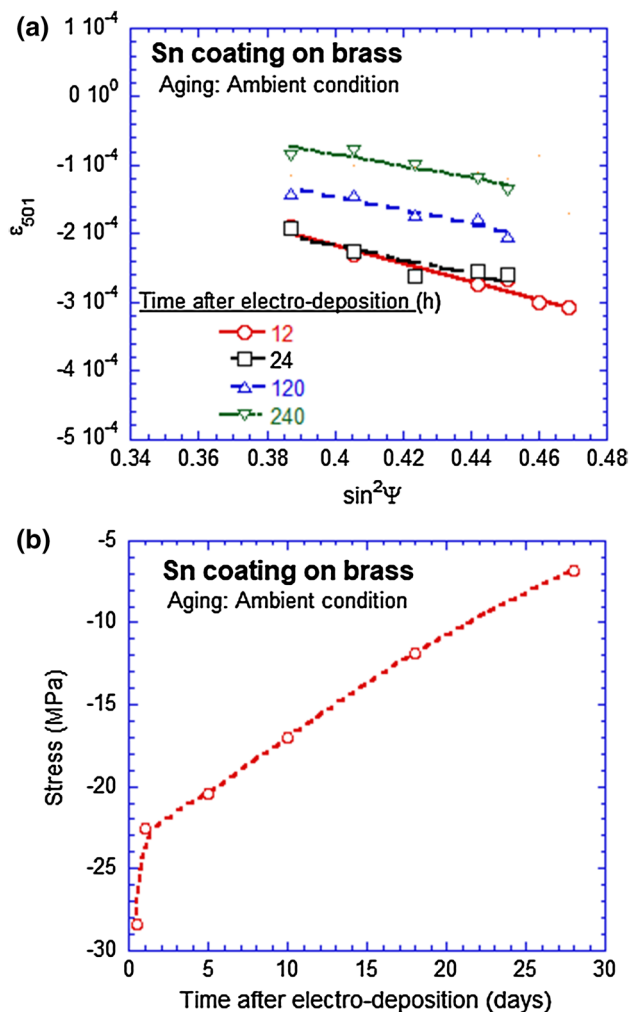 (a)
1 10⁻⁴
Sn coating on brass
Aging: Ambient condition
0 10⁰
-1 10⁻⁴
ε₅₀₁
-2 10⁻⁴
-3 10⁻⁴
Time after electro-deposition (h)
12
24
-4 10⁻⁴
120
240
-5 10⁻⁴
0.34 0.36 0.38 0.4 0.42 0.44 0.46 0.48
sin²Ψ
(b)
-5
Sn coating on brass
Aging: Ambient condition
-10
Stress (MPa)
-15
-20
-25
-30
0 5 10 15 20 25 30
Time after electro-deposition (days)